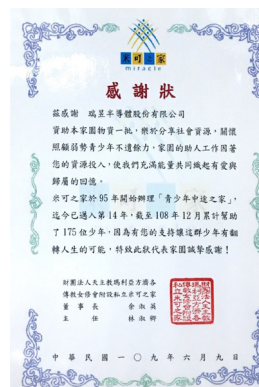 米可之家
miracle
感謝狀
茲感謝 瑞昱半導體股份有限公司
資助本家園物資一批，樂於分享社會資源，關懷
照顧弱勢青少年不遺餘力，家園的助人工作因著
您的資源投入，使我們充滿能量共同織起有愛與
歸屬的回憶。
米可之家於95年開始辦理「青少年中途之家」，
迄今已邁入第14年，截至108年12月累計幫助
了175位少年，因為有您的支持讓這群少年有翻
轉人生的可能，特致此狀代表家園誠摯感謝！
財團法人天主教瑪利亞方濟各
傳教女修會附設私立米可之家
董事長 余淑英
主任 林淑卿
中華民國一〇九年六月九日